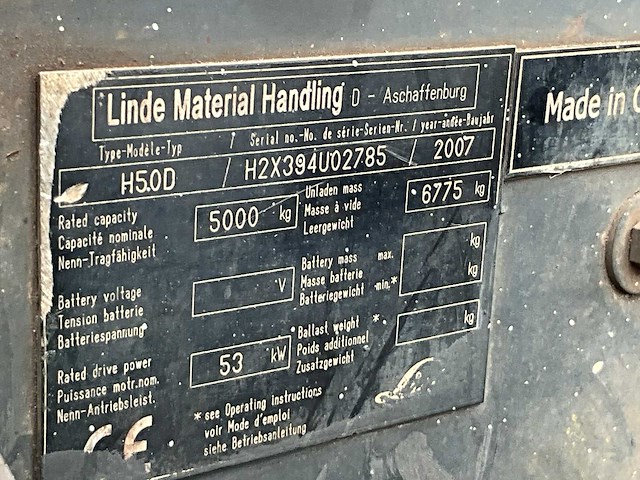 Linde Material Handling D - Aschaffenburg
Type-Modèle-Typ / Serial no.-No. de série-Serien-Nr. / year-année-Baujahr
H50D / H2X394U02785 / 2007
Rated capacity
Capacité nominale
Nenn-Tragfähigkeit
5000 kg
Unladen mass
Masse à vide
Leergewicht
6775 kg
Battery voltage
Tension batterie
Batteriespannung
V
Battery mass max.
Masse batterie
Batteriegewicht min.*
kg
kg
Rated drive power
Puissance motr.nom.
Nenn-Antriebsleist.
53 kW
Ballast weight *
Poids additionnel
Zusatzgewicht
kg
* see Operating instructions
voir Mode d'emploi
siehe Betriebsanleitung
CE
Made in